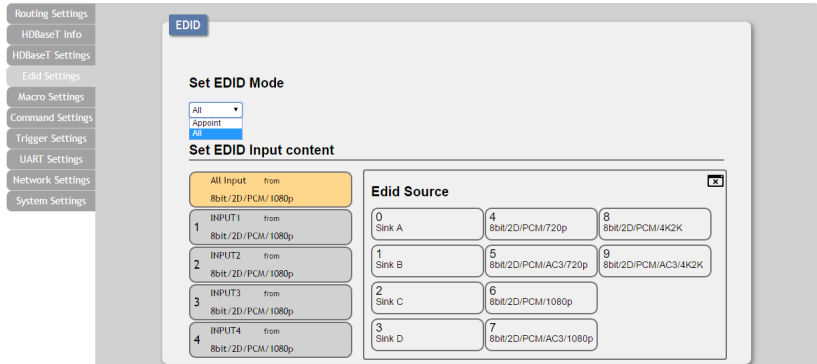 Routing Settings
HDBaseT Info
HDBaseT Settings
Edid Settings
Macro Settings
Command Settings
Trigger Settings
UART Settings
Network Settings
System Settings
EDID
Set EDID Mode
All
Appoint
All
Set EDID Input content
All Input from
8bit/2D/PCM/1080p
1 INPUT1 from
8bit/2D/PCM/1080p
2 INPUT2 from
8bit/2D/PCM/1080p
3 INPUT3 from
8bit/2D/PCM/1080p
4 INPUT4 from
8bit/2D/PCM/1080p
Edid Source
0
Sink A
4
8bit/2D/PCM/720p
8
8bit/2D/PCM/4K2K
1
Sink B
5
8bit/2D/PCM/AC3/720p
9
8bit/2D/PCM/AC3/4K2K
2
Sink C
6
8bit/2D/PCM/1080p
3
Sink D
7
8bit/2D/PCM/AC3/1080p